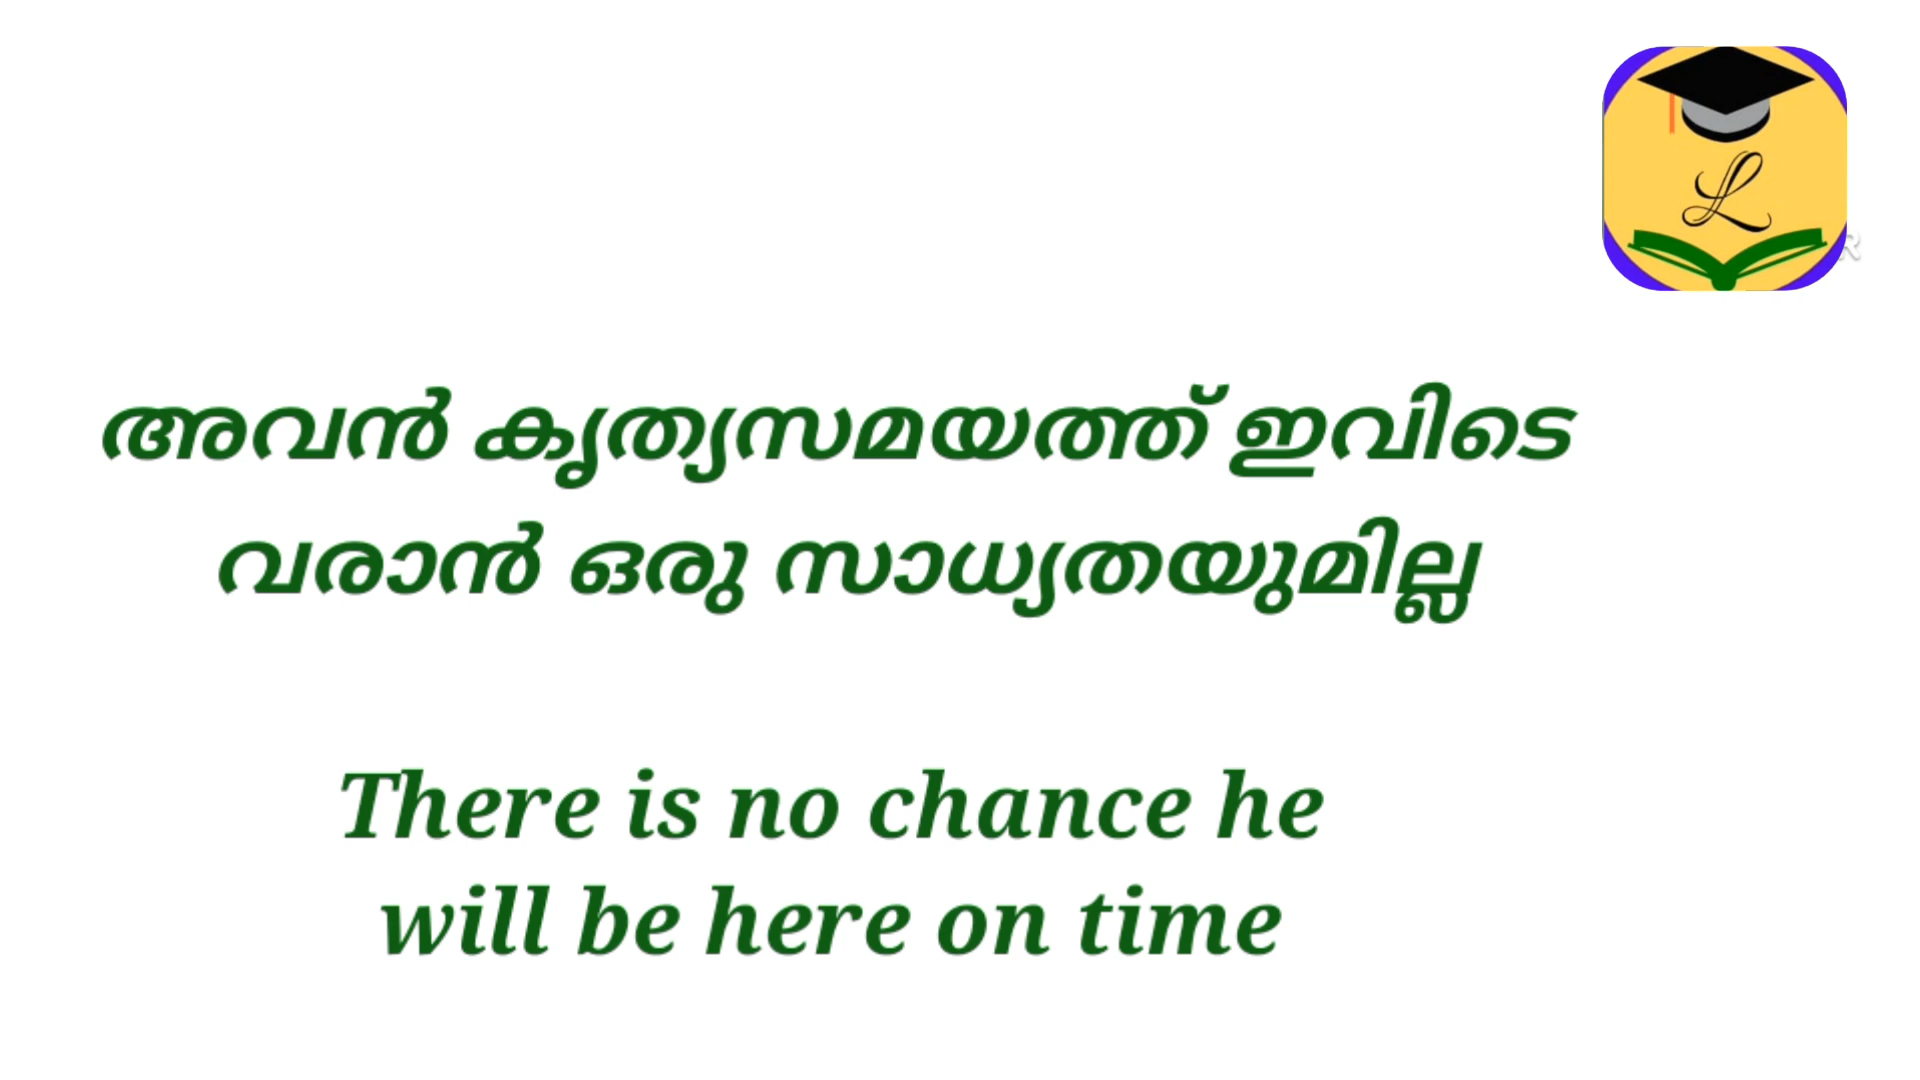 L
അവൻ കൃത്യസമയത്ത് ഇവിടെ
വരാൻ ഒരു സാധ്യതയുമില്ല
There is no chance he
will be here on time